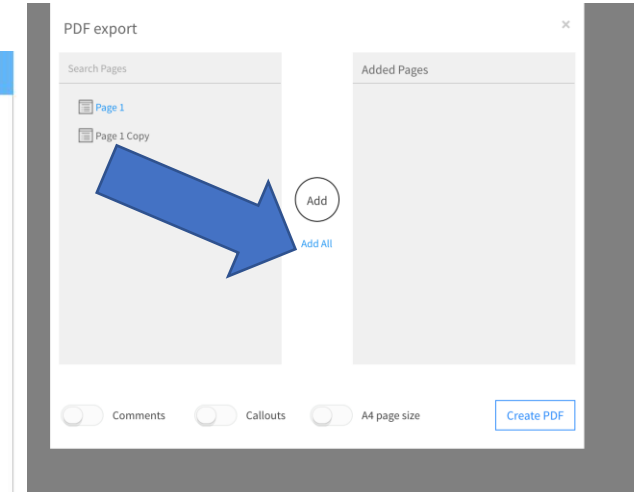 PDF export
×
Search Pages
Added Pages
Page 1
Page 1 Copy
Add
Add All
Comments
Callouts
A4 page size
Create PDF